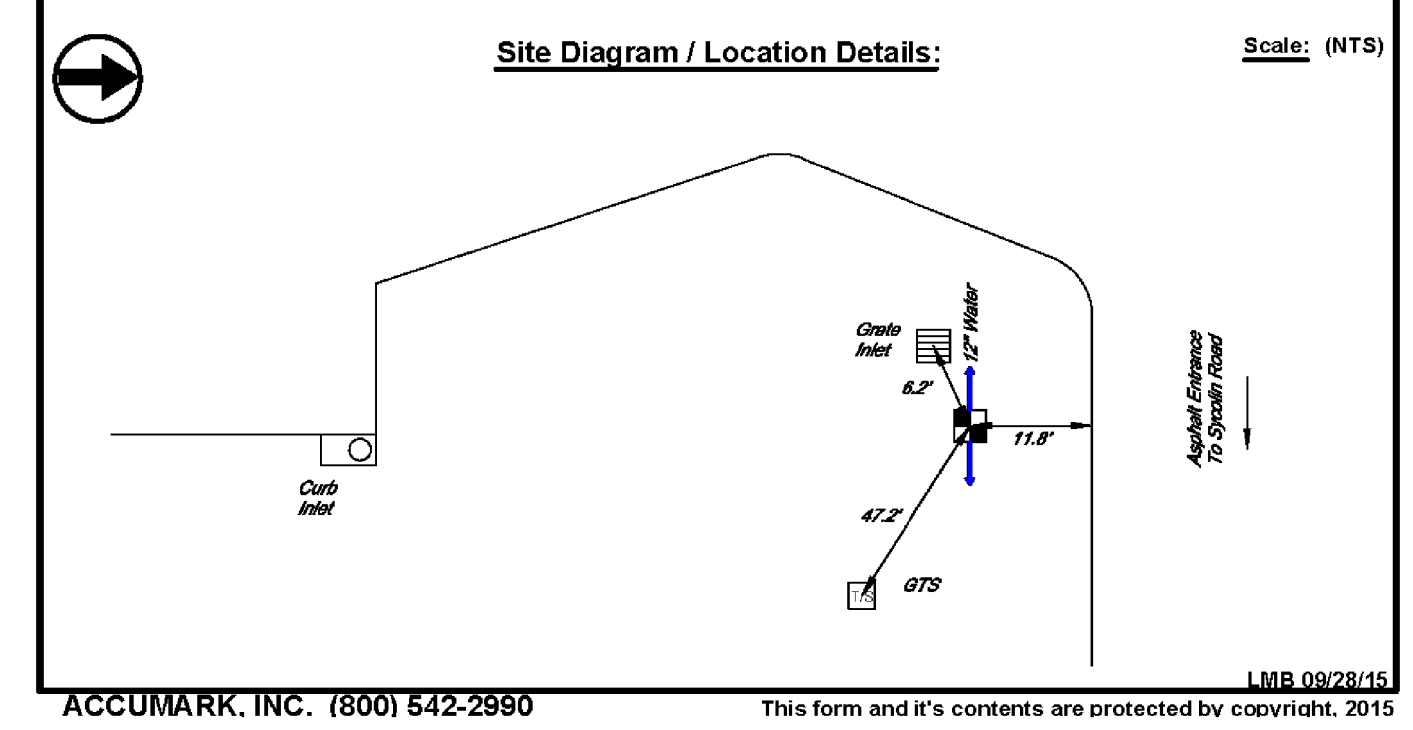 Site Diagram / Location Details:
Scale: (NTS)
Grate
Inlet
12" Water
6.2'
11.8'
Asphalt Entrance
To Sycolin Road
Curb
Inlet
47.2'
T/S
GTS
LMB 09/28/15
ACCUMARK, INC. (800) 542-2990
This form and it's contents are protected by copyright, 2015